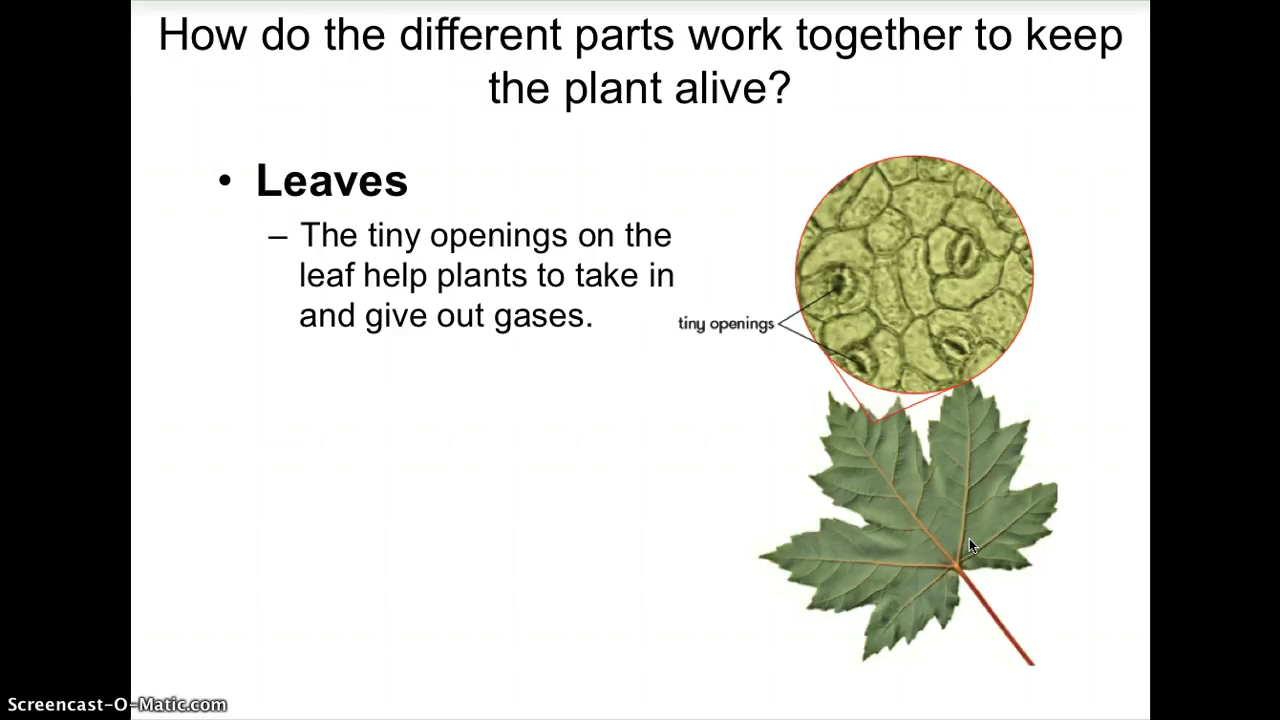 How do the different parts work together to keep
the plant alive?
• Leaves
– The tiny openings on the
leaf help plants to take in
and give out gases.
tiny openings
Screencast-O-Matic.com